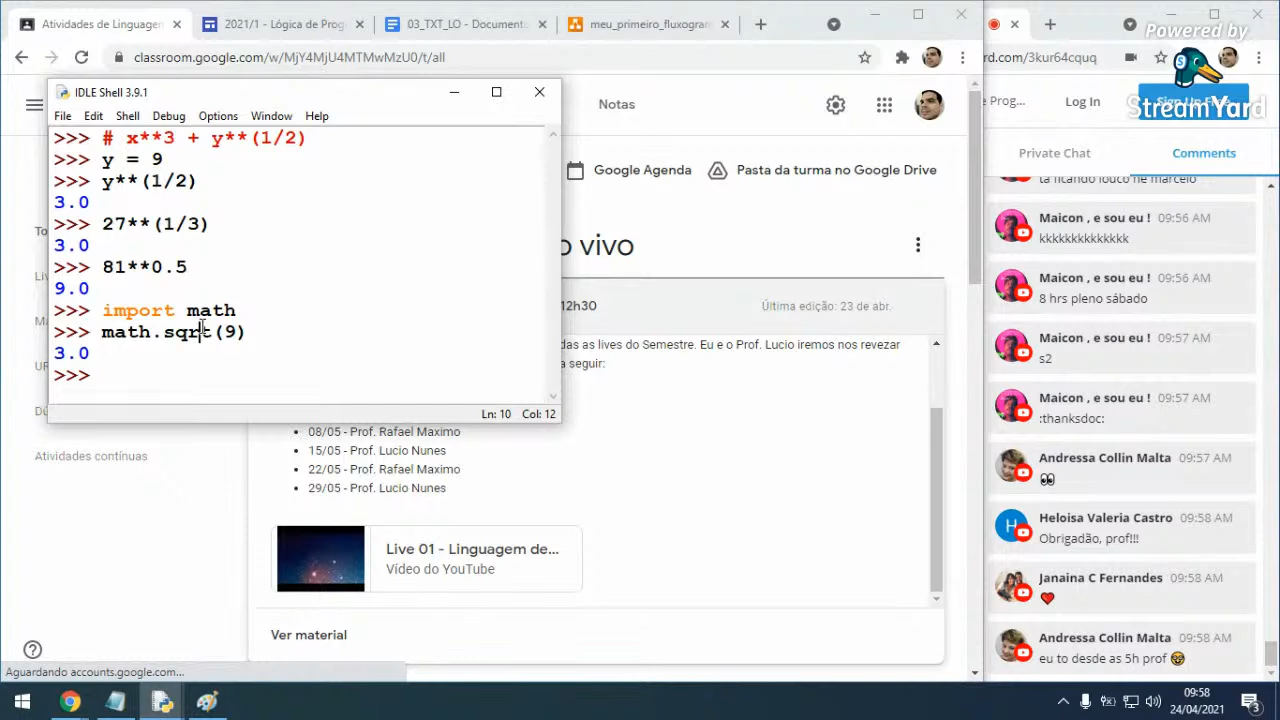 Atividades de Linguagem
2021/1 - Lógica de Prog
03_TXT_LO - Document
meu_primeiro_fluxogram
classroom.google.com/w/MjY4MjU4MTMwMzU0/t/all
rd.com/3kur64cquq
Powered by
StreamYard
IDLE Shell 3.9.1
File Edit Shell Debug Options Window Help
>>> # x**3 + y**(1/2)
>>> y = 9
>>> y**(1/2)
3.0
>>> 27**(1/3)
3.0
>>> 81**0.5
9.0
>>> import math
>>> math.sqrt(9)
3.0
>>>
Ln: 10 Col: 12
Notas
Google Agenda
Pasta da turma no Google Drive
o vivo
12h30
Última edição: 23 de abr.
das as lives do Semestre. Eu e o Prof. Lucio iremos nos revezar
a seguir:
08/05 - Prof. Rafael Maximo
15/05 - Prof. Lucio Nunes
22/05 - Prof. Rafael Maximo
29/05 - Prof. Lucio Nunes
Atividades contínuas
Live 01 - Linguagem de...
Vídeo do YouTube
Ver material
Aguardando accounts.google.com...
e Prog...
Log In
Private Chat
Comments
ta ficando louco né marcelo
Maicon , e sou eu ! 09:56 AM
kkkkkkkkkkkkkk
Maicon , e sou eu ! 09:56 AM
8 hrs pleno sábado
Maicon , e sou eu ! 09:57 AM
s2
Maicon , e sou eu ! 09:57 AM
:thanksdoc:
Andressa Collin Malta 09:57 AM
👀
Heloisa Valeria Castro 09:58 AM
H
Obrigadão, prof!!!
Janaina C Fernandes 09:58 AM
❤️
Andressa Collin Malta 09:58 AM
eu to desde as 5h prof 🤓
09:58
24/04/2021
3